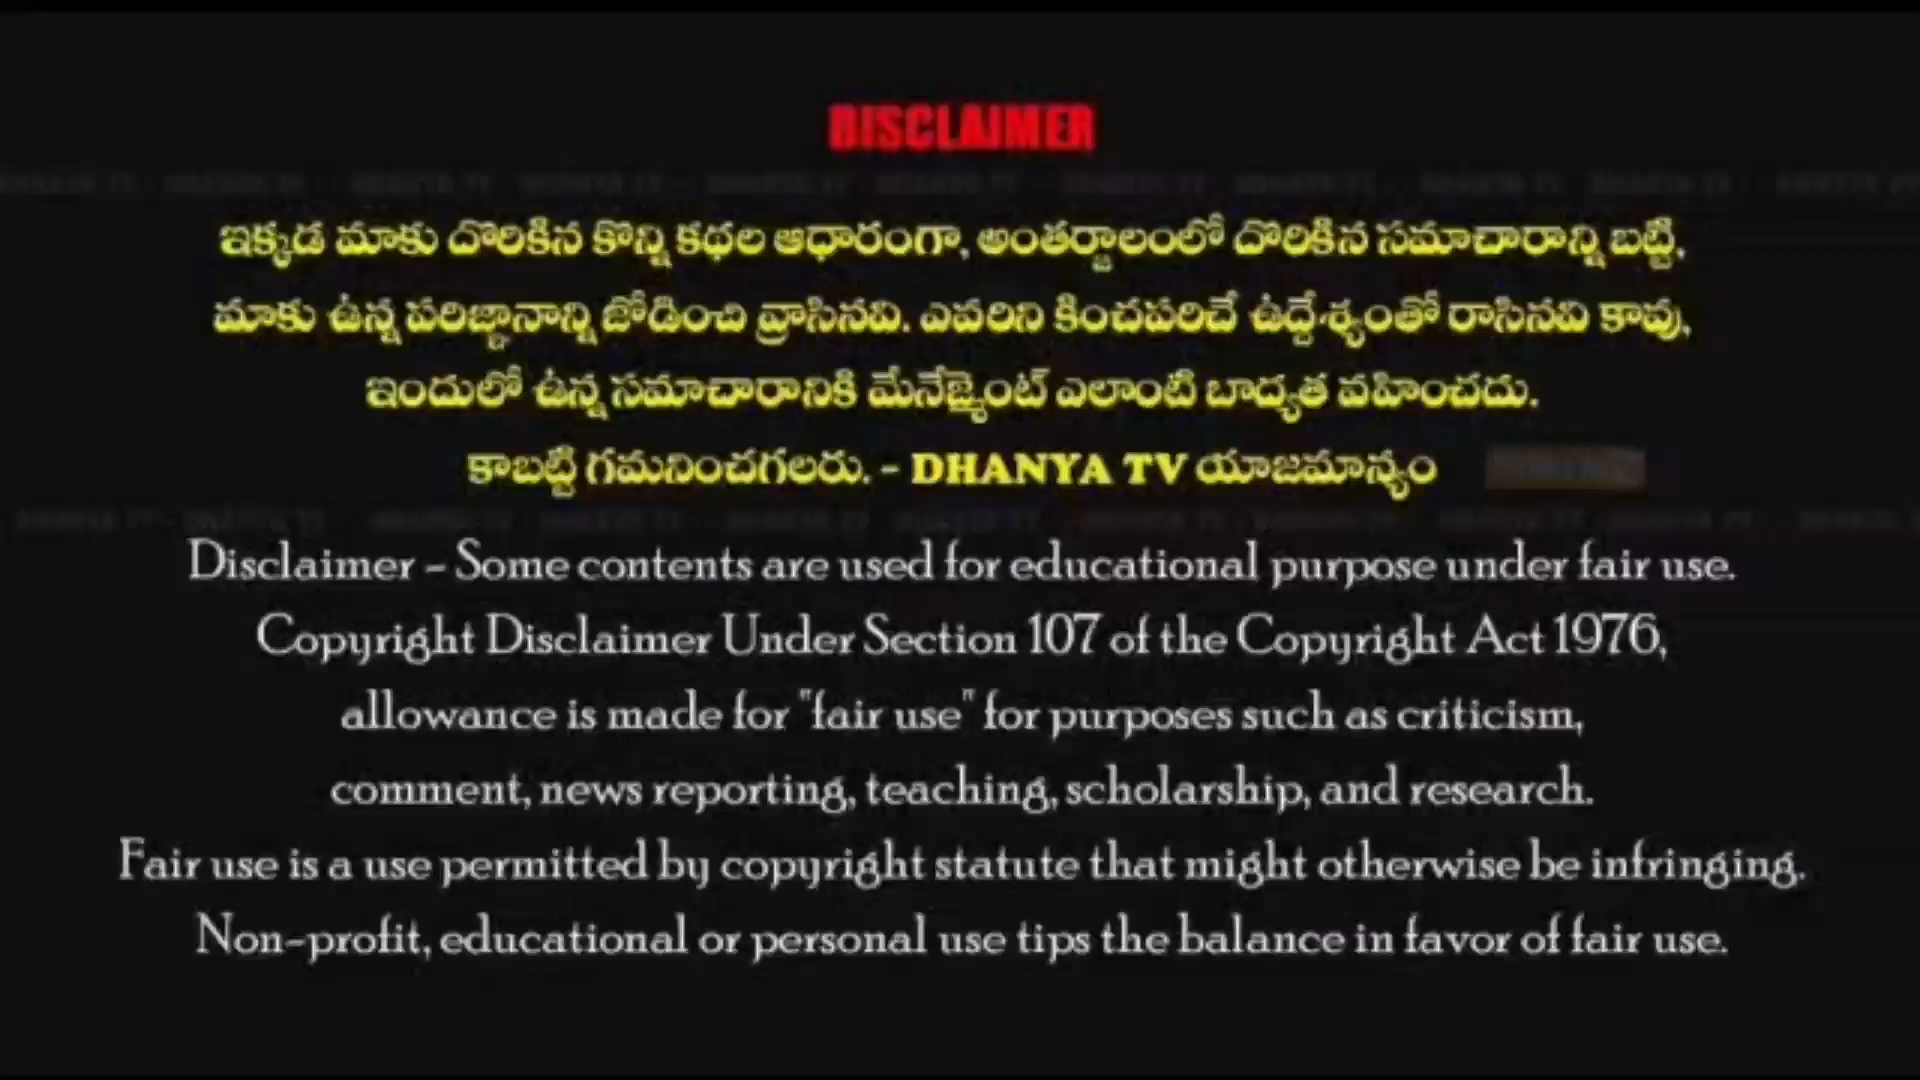 DISCLAIMER
ఇక్కడ మాకు దొరికిన కొన్ని కథల ఆధారంగా, అంతర్జాలంలో దొరికిన సమాచారాన్ని బట్టి,
మాకు ఉన్న పరిజ్ఞానాన్ని జోడించి వ్రాసినవి. ఎవరిని కించపరిచే ఉద్దేశ్యంతో రాసినవి కావు,
ఇందులో ఉన్న సమాచారానికి మేనేజ్మెంట్ ఎలాంటి బాద్యత వహించదు.
కాబట్టి గమనించగలరు. - DHANYA TV యాజమాన్యం
Disclaimer - Some contents are used for educational purpose under fair use.
Copyright Disclaimer Under Section 107 of the Copyright Act 1976,
allowance is made for "fair use" for purposes such as criticism,
comment, news reporting, teaching, scholarship, and research.
Fair use is a use permitted by copyright statute that might otherwise be infringing.
Non-profit, educational or personal use tips the balance in favor of fair use.